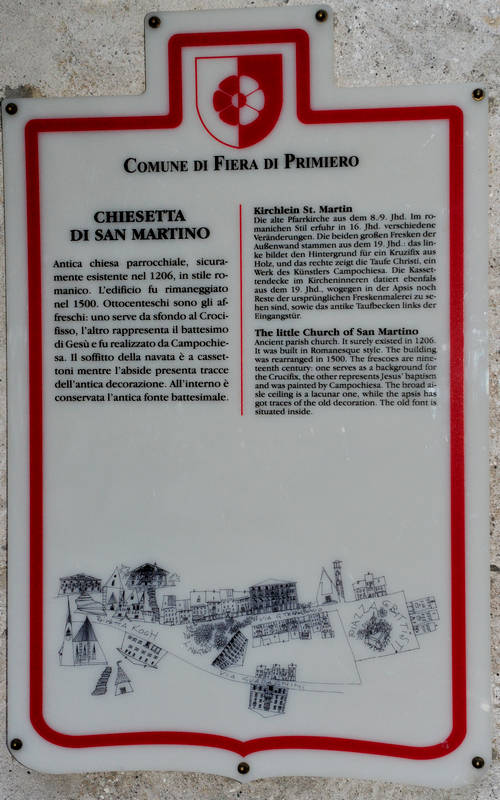 COMUNE DI FIERA DI PRIMIERO
CHIESETTA
DI SAN MARTINO
Antica chiesa parrocchiale, sicura-
mente esistente nel 1206, in stile ro-
manico. L'edificio fu rimaneggiato
nel 1500. Ottocenteschi sono gli af-
freschi: uno serve da sfondo al Croci-
fisso, l'altro rappresenta il battesimo
di Gesù e fu realizzato da Campochie-
sa. Il soffitto della navata è a casset-
toni mentre l'abside presenta tracce
dell'antica decorazione. All'interno è
conservata l'antica fonte battesimale.
Kirchlein St. Martin
Die alte Pfarrkirche aus dem 8./9. Jhd. Im ro-
manichen Stil erfuhr in 16. Jhd. verschiedene
Veränderungen. Die beiden großen Fresken der
Außenwand stammen aus dem 19. Jhd.: das lin-
ke bildet den Hintergrund für ein Kruzifix aus
Holz, und das rechte zeigt die Taufe Christi, ein
Werk des Künstlers Campochiesa. Die Kasset-
tendecke im Kircheninneren datiert ebenfals
aus dem 19. Jhd., wogegen in der Apsis noch
Reste der ursprünglichen Freskenmalerei zu se-
hen sind, sowie das antike Taufbecken links der
Eingangstür.
The little Church of San Martino
Ancient parish church. It surely existed in 1206.
It was built in Romanesque style. The building
was rearranged in 1500. The frescoes are nine-
teenth century: one serves as a background for
the Crucifix, the other represents Jesus' baptism
and was painted by Campochiesa. The broad ai-
sle ceiling is a lacunar one, while the apsis has
got traces of the old decoration. The old font is
situated inside.